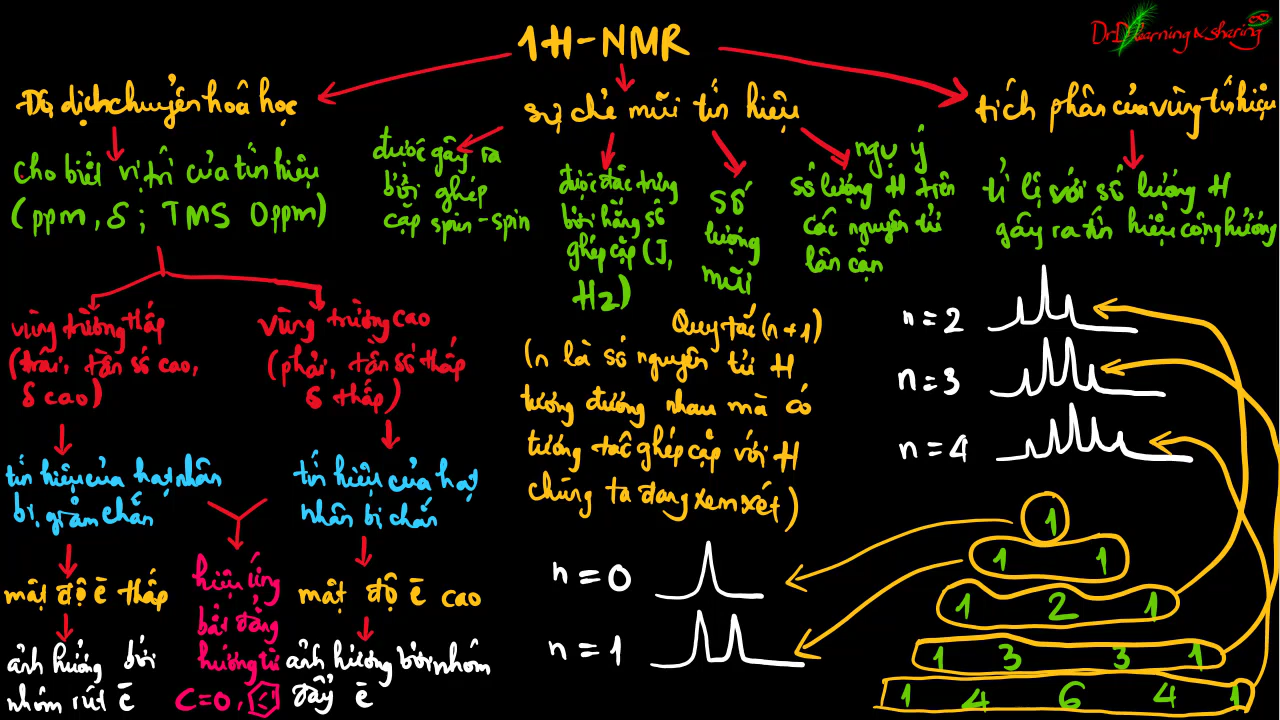 1H-NMR
Dr.D learning & sharing
Độ dịch chuyển hoá học
cho biết vị trí của tín hiệu
(ppm, δ; TMS 0ppm)
vùng trường thấp
(trái, tần số cao,
δ cao)
tín hiệu của hạt nhân
bị giảm chắn
mật độ ē thấp
ảnh hưởng bởi
nhóm rút ē
vùng trường cao
(phải, tần số thấp
δ thấp)
tín hiệu của hạt
nhân bị chắn
mật độ ē cao
ảnh hưởng bởi nhóm
đẩy ē
hiệu ứng
bất đẳng
hướng từ
C=O,
sự chẻ mũi tín hiệu
được gây ra
bởi ghép
cặp spin-spin
được đặc trưng
bởi hằng số
ghép cặp (J,
Hz)
số
lượng
mũi
ngụ ý
số lượng H trên
các nguyên tử
lân cận
Quy tắc (n+1)
(n là số nguyên tử H
tương đương nhau mà có
tương tác ghép cặp với H
chúng ta đang xem xét)
n=0
n=1
tích phân của vùng tín hiệu
tỉ lệ với số lượng H
gây ra tín hiệu cộng hưởng
n=2
n=3
n=4
1
1 1
1 2 1
1 3 3 1
1 4 6 4 1